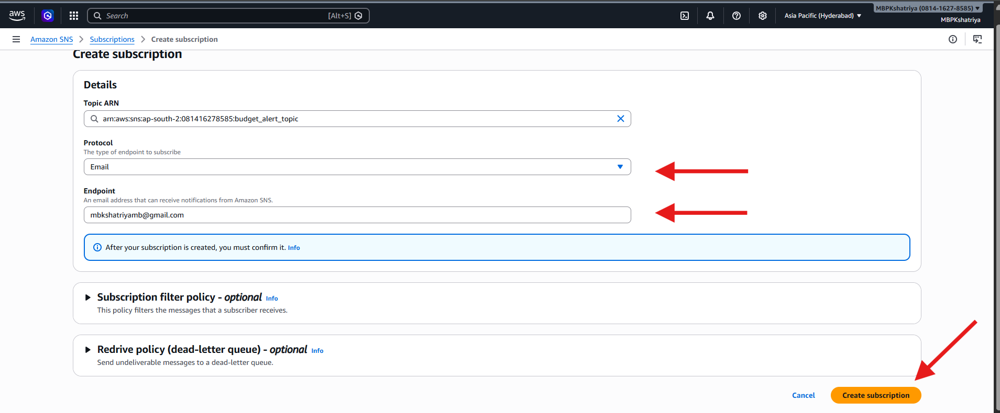 aws
Search
[Alt+S]
Asia Pacific (Hyderabad)
MBPKshatriya (0814-1627-8585)
MBPKshatriya
Amazon SNS
Subscriptions
Create subscription
Create subscription
Details
Topic ARN
arn:aws:sns:ap-south-2:081416278585:budget_alert_topic
Protocol
The type of endpoint to subscribe
Email
Endpoint
An email address that can receive notifications from Amazon SNS.
mbkshatriyamb@gmail.com
After your subscription is created, you must confirm it. Info
Subscription filter policy - optional Info
This policy filters the messages that a subscriber receives.
Redrive policy (dead-letter queue) - optional Info
Send undeliverable messages to a dead-letter queue.
Cancel
Create subscription